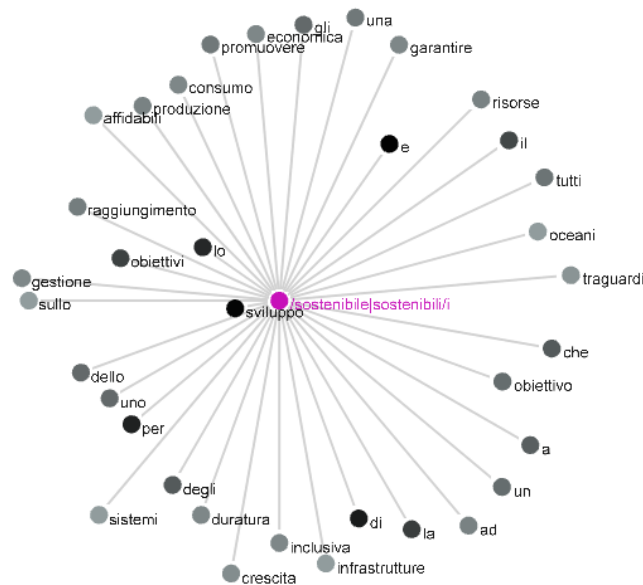 una
gli
economica
promuovere
garantire
consumo
risorse
produzione
affidabili
il
e
tutti
raggiungimento
oceani
lo
obiettivi
traguardi
gestione
sullo
/sostenibile|sostenibili/i
sviluppo
che
dello
obiettivo
uno
per
a
degli
un
sistemi
duratura
di
la
ad
inclusiva
infrastrutture
crescita